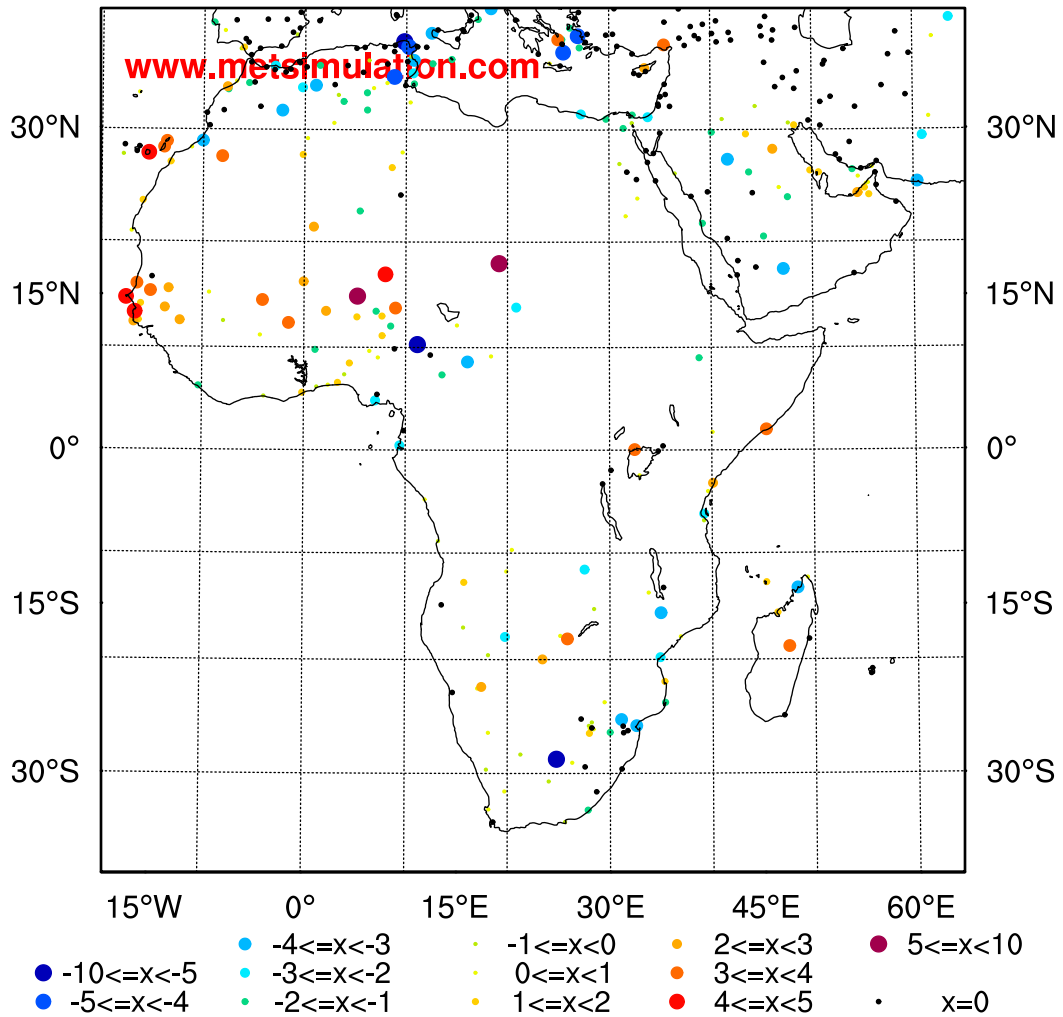 www.metsimulation.com
30°N 30°N
15°N 15°N
0° 0°
15°S 15°S
30°S 30°S
15°W 0° 15°E 30°E 45°E 60°E
-4<=x<-3 -1<=x<0 2<=x<3 5<=x<10
-10<=x<-5 -3<=x<-2 0<=x<1 3<=x<4
-5<=x<-4 -2<=x<-1 1<=x<2 4<=x<5 x=0